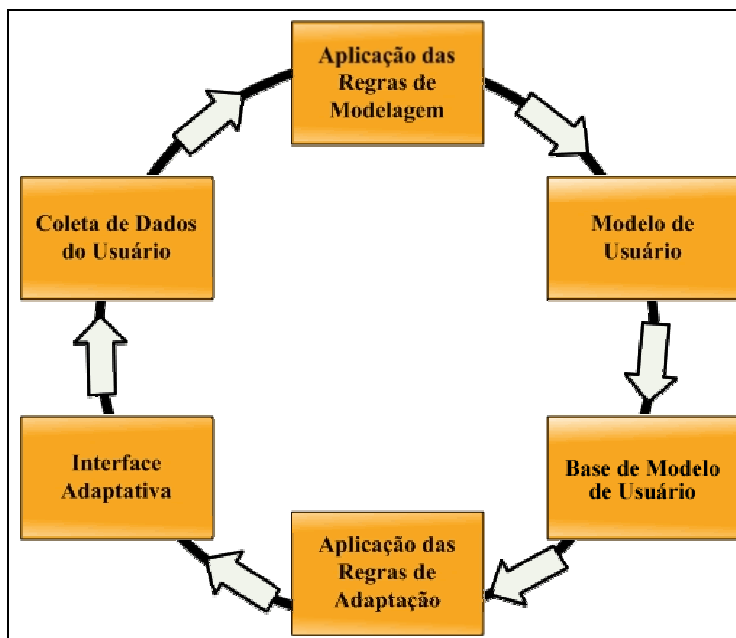 Aplicação das
Regras de
Modelagem
Coleta de Dados
do Usuário
Modelo de
Usuário
Interface
Adaptativa
Base de Modelo
de Usuário
Aplicação das
Regras de
Adaptação